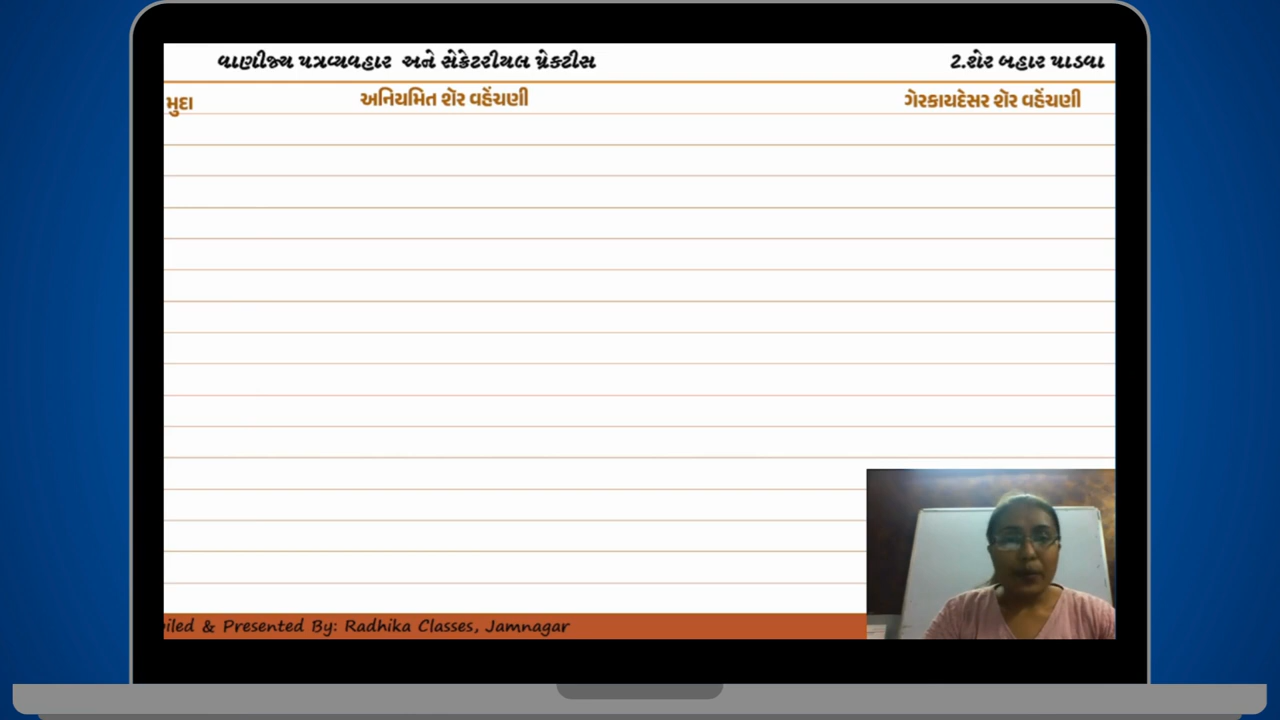 વાણીજ્ય પત્રવ્યવહાર અને સેક્રેટરીયલ પ્રેક્ટીસ 2.શેર બહાર પાડવા
મુદા અનિયમિત શૅર વહેંચણી ગેરકાયદેસર શૅર વહેંચણી
iled & Presented By: Radhika Classes, Jamnagar